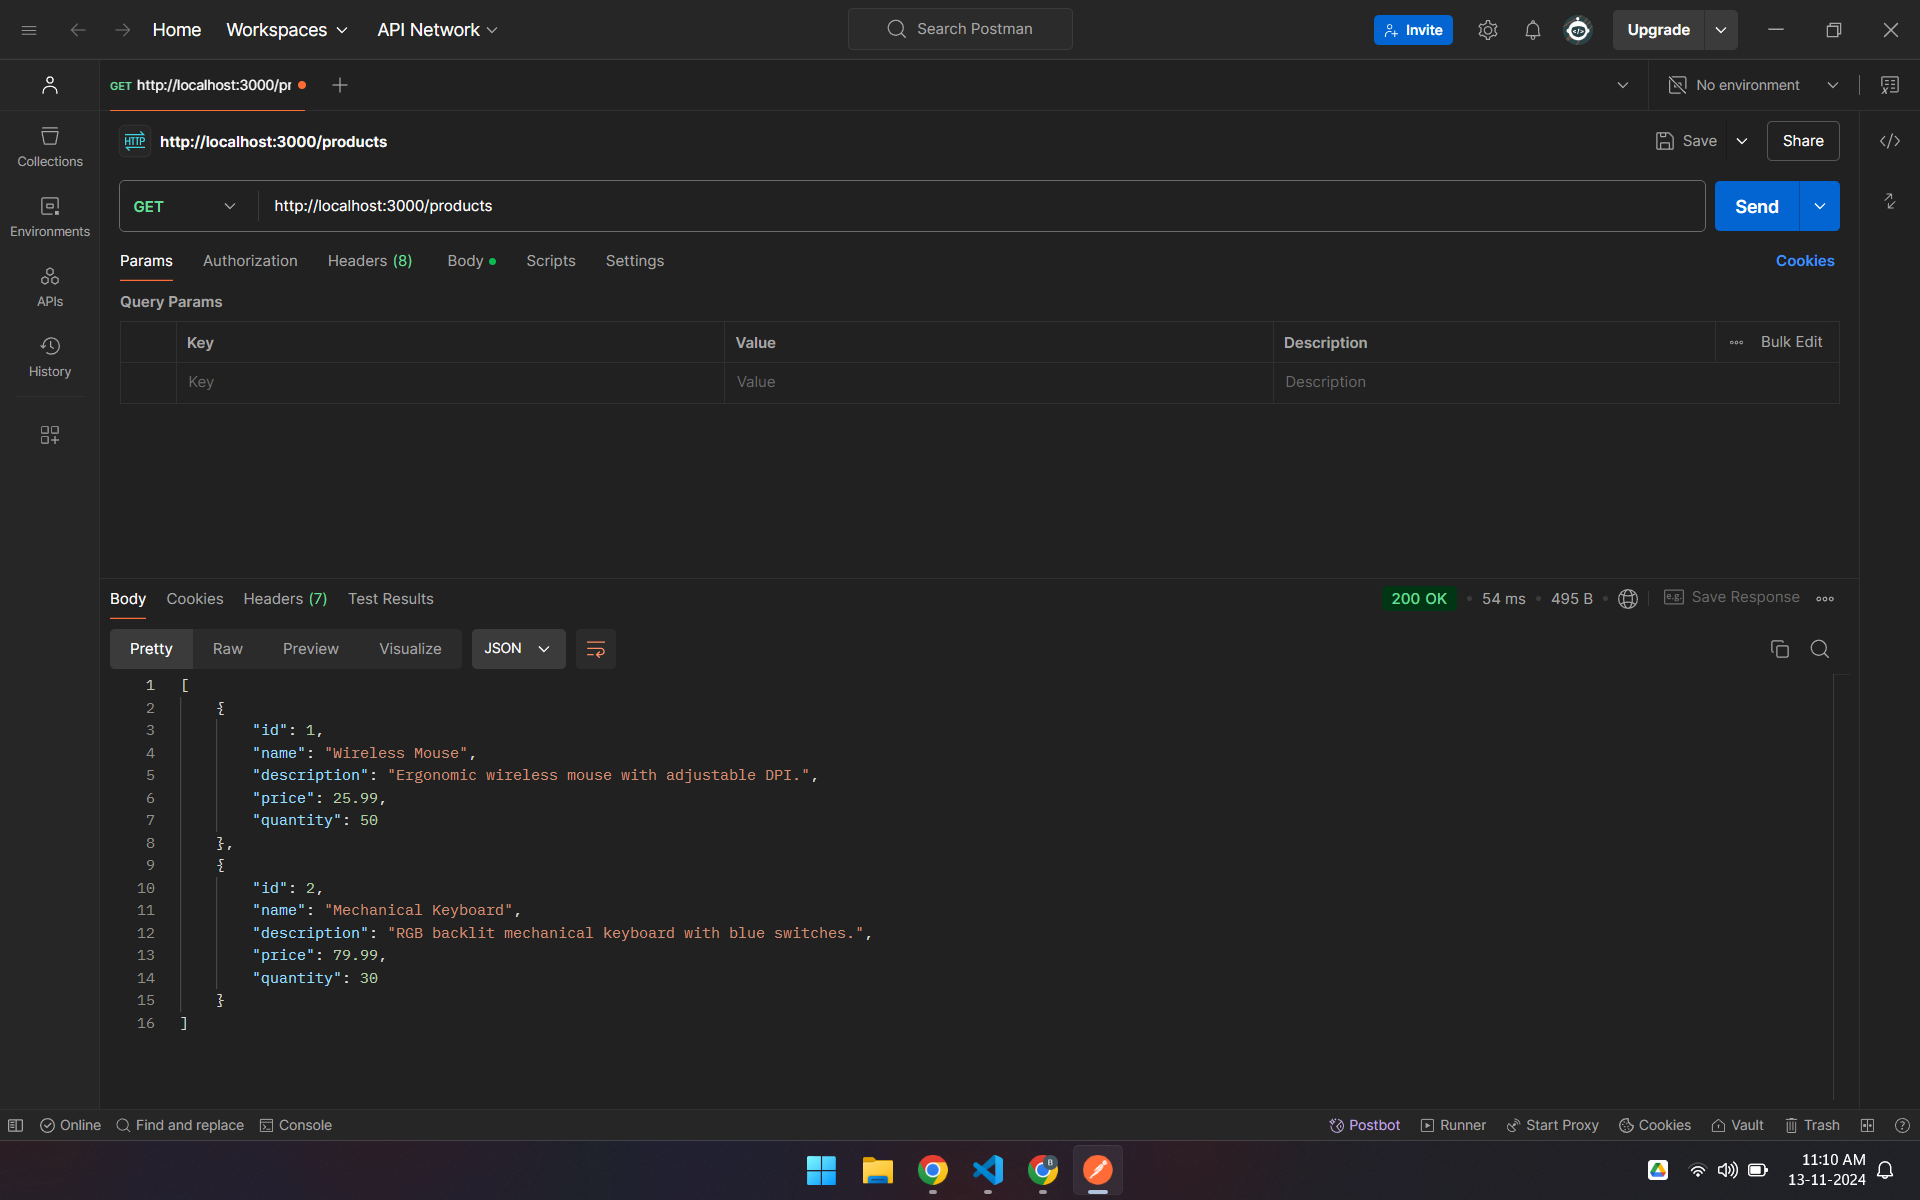 Home Workspaces API Network Search Postman Invite Upgrade
GET http://localhost:3000/pr No environment
HTTP http://localhost:3000/products Save Share
Collections
GET http://localhost:3000/products Send
Environments
Params Authorization Headers (8) Body Scripts Settings Cookies
APIs
Query Params
Key Value Description Bulk Edit
History
Key Value Description
Body Cookies Headers (7) Test Results 200 OK 54 ms 495 B e.g. Save Response
Pretty Raw Preview Visualize JSON
1 [
2 {
3 "id": 1,
4 "name": "Wireless Mouse",
5 "description": "Ergonomic wireless mouse with adjustable DPI.",
6 "price": 25.99,
7 "quantity": 50
8 },
9 {
10 "id": 2,
11 "name": "Mechanical Keyboard",
12 "description": "RGB backlit mechanical keyboard with blue switches.",
13 "price": 79.99,
14 "quantity": 30
15 }
16 ]
Online Find and replace Console Postbot Runner Start Proxy Cookies Vault Trash
B
11:10 AM
13-11-2024